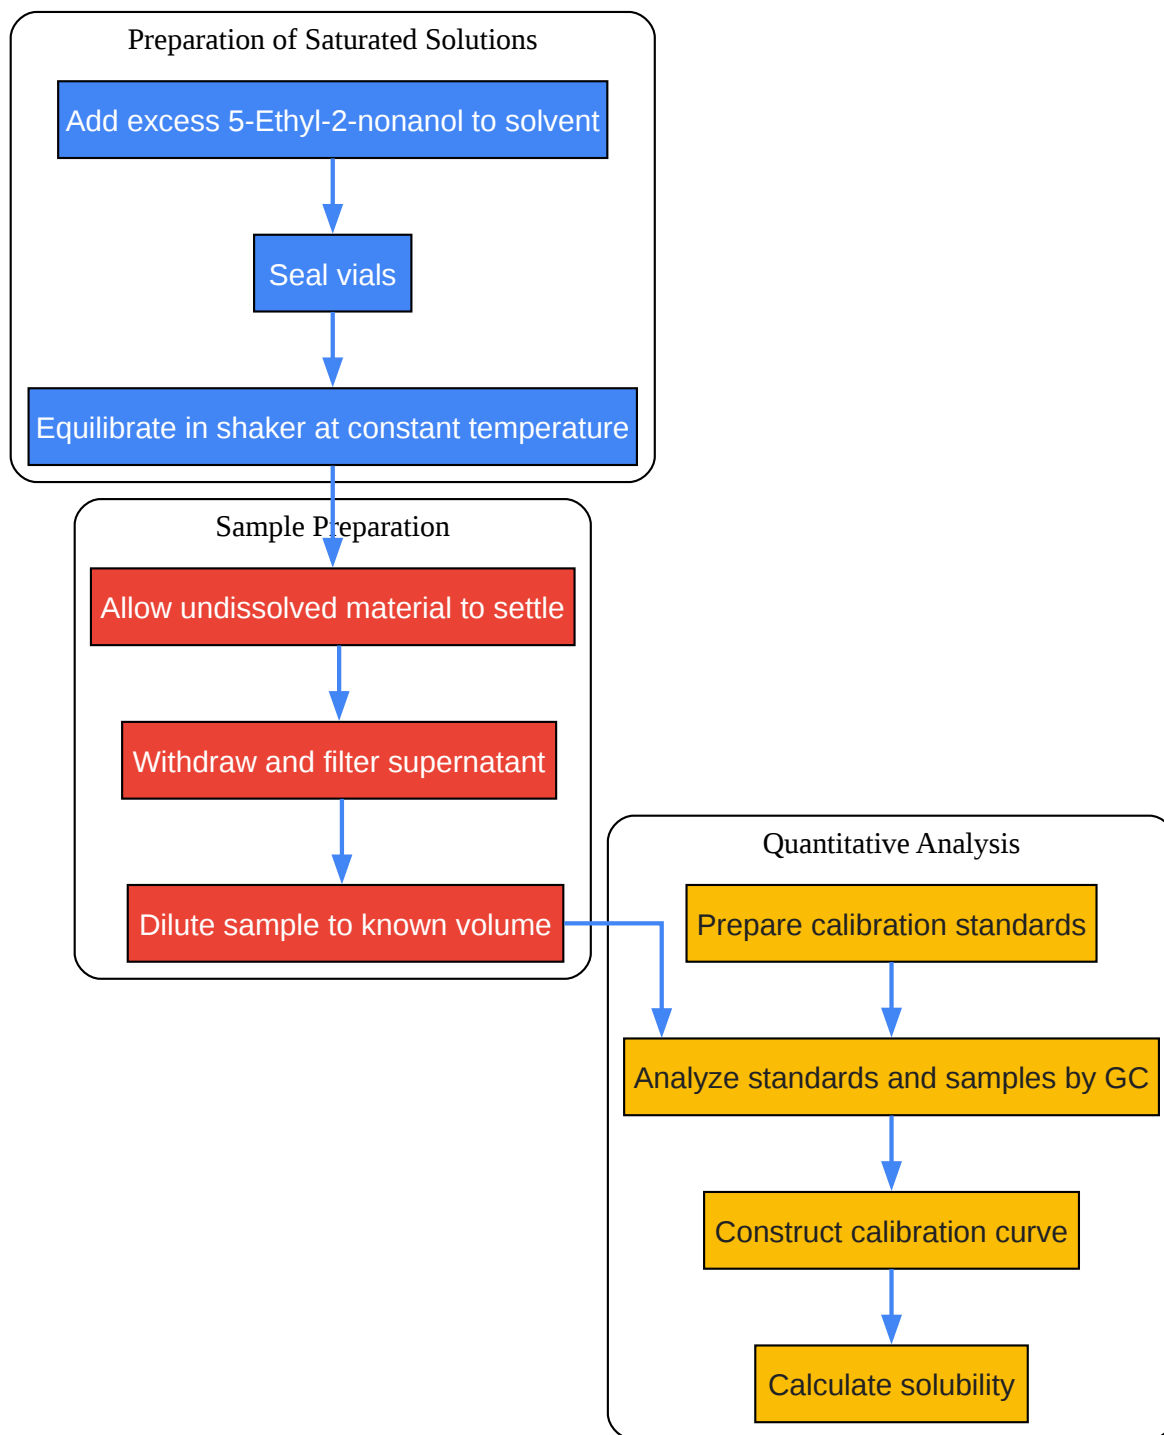 Preparation of Saturated Solutions
Add excess 5-Ethyl-2-nonanol to solvent
Seal vials
Equilibrate in shaker at constant temperature
Sample Preparation
Allow undissolved material to settle
Withdraw and filter supernatant
Dilute sample to known volume
Quantitative Analysis
Prepare calibration standards
Analyze standards and samples by GC
Construct calibration curve
Calculate solubility